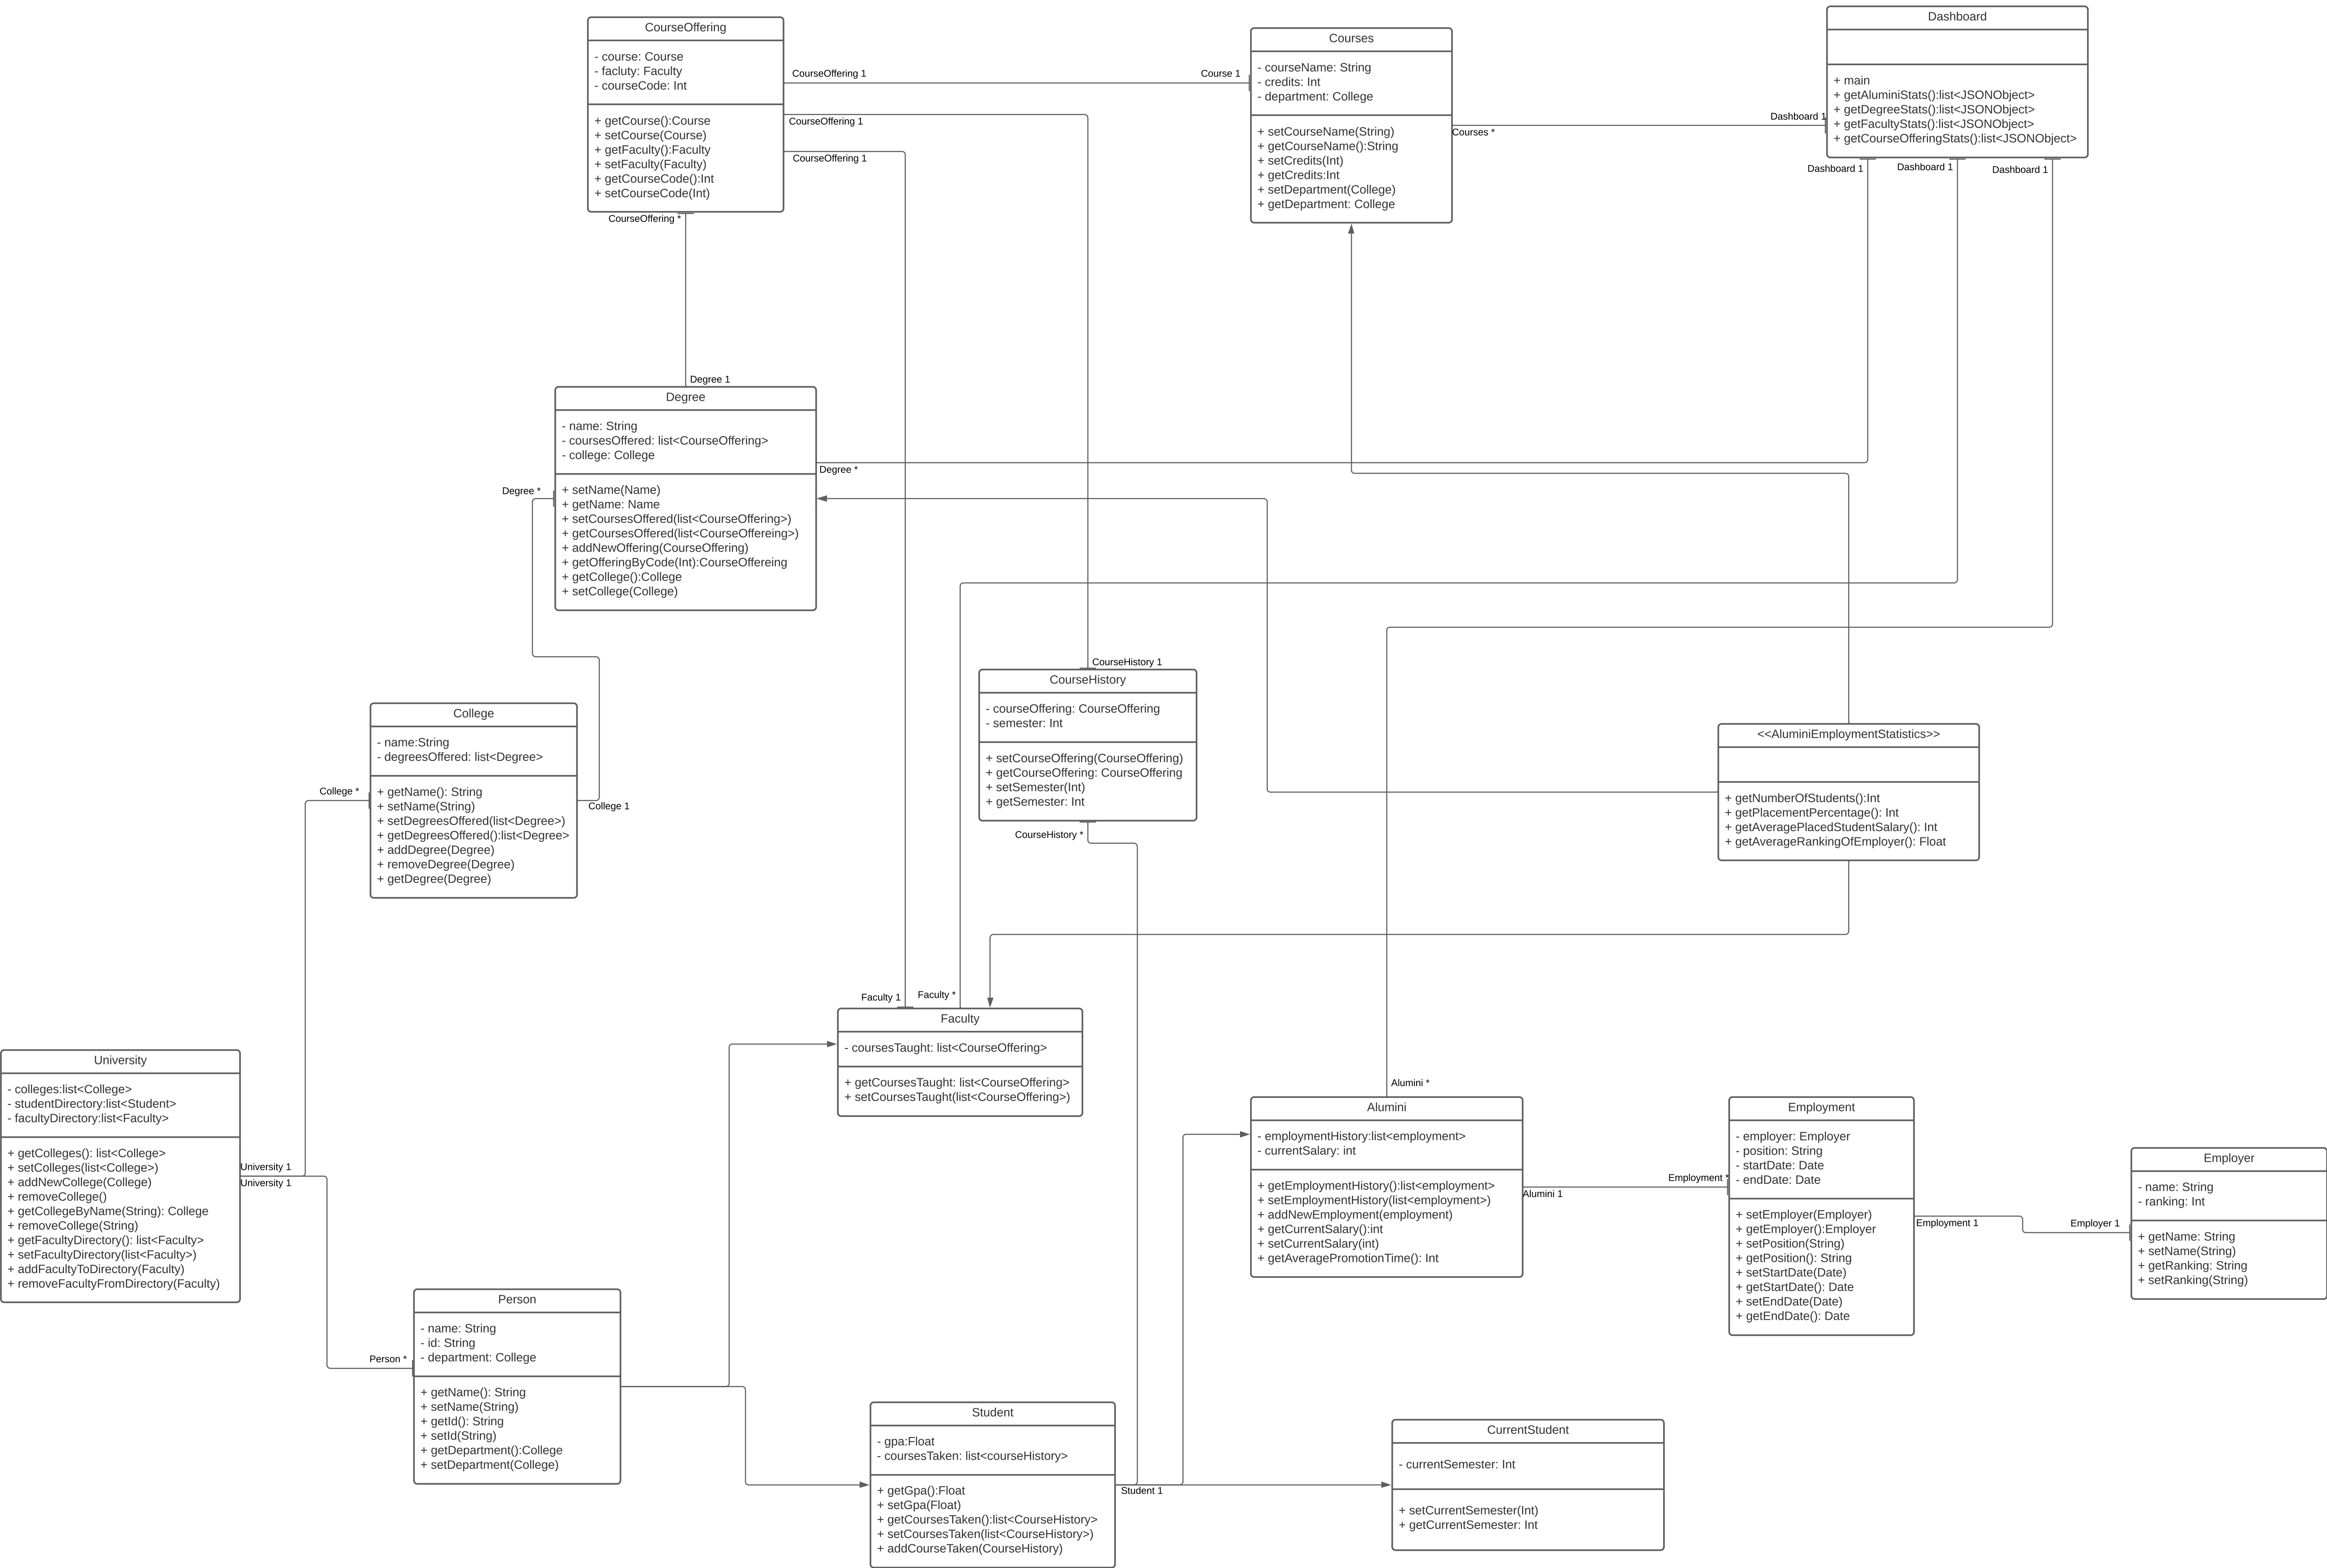 CourseOffering
- course: Course
- facluty: Faculty
- courseCode: Int
+ getCourse():Course
+ setCourse(Course)
+ getFaculty():Faculty
+ setFaculty(Faculty)
+ getCourseCode():Int
+ setCourseCode(Int)
CourseOffering 1
Course 1
CourseOffering 1
CourseOffering 1
CourseOffering *
Courses
- courseName: String
- credits: Int
- department: College
+ setCourseName(String)
+ getCourseName():String
+ setCredits(Int)
+ getCredits:Int
+ setDepartment(College)
+ getDepartment: College
Courses *
Dashboard 1
Dashboard
+ main
+ getAluminiStats():list<JSONObject>
+ getDegreeStats():list<JSONObject>
+ getFacultyStats():list<JSONObject>
+ getCourseOfferingStats():list<JSONObject>
Dashboard 1
Dashboard 1
Dashboard 1
Degree 1
Degree
- name: String
- coursesOffered: list<CourseOffering>
- college: College
+ setName(Name)
+ getName: Name
+ setCoursesOffered(list<CourseOffering>)
+ getCoursesOffered(list<CourseOffereing>)
+ addNewOffering(CourseOffering)
+ getOfferingByCode(Int):CourseOffereing
+ getCollege():College
+ setCollege(College)
Degree *
Degree *
College
- name:String
- degreesOffered: list<Degree>
+ getName(): String
+ setName(String)
+ setDegreesOffered(list<Degree>)
+ getDegreesOffered():list<Degree>
+ addDegree(Degree)
+ removeDegree(Degree)
+ getDegree(Degree)
College *
College 1
CourseHistory 1
CourseHistory
- courseOffering: CourseOffering
- semester: Int
+ setCourseOffering(CourseOffering)
+ getCourseOffering: CourseOffering
+ setSemester(Int)
+ getSemester: Int
CourseHistory *
<<AluminiEmploymentStatistics>>
+ getNumberOfStudents():Int
+ getPlacementPercentage(): Int
+ getAveragePlacedStudentSalary(): Int
+ getAverageRankingOfEmployer(): Float
Faculty 1
Faculty *
Faculty
- coursesTaught: list<CourseOffering>
+ getCoursesTaught: list<CourseOffering>
+ setCoursesTaught(list<CourseOffering>)
University
- colleges:list<College>
- studentDirectory:list<Student>
- facultyDirectory:list<Faculty>
+ getColleges(): list<College>
+ setColleges(list<College>)
+ addNewCollege(College)
+ removeCollege()
+ getCollegeByName(String): College
+ removeCollege(String)
+ getFacultyDirectory(): list<Faculty>
+ setFacultyDirectory(list<Faculty>)
+ addFacultyToDirectory(Faculty)
+ removeFacultyFromDirectory(Faculty)
University 1
University 1
Alumini *
Alumini
- employmentHistory:list<employment>
- currentSalary: int
+ getEmploymentHistory():list<employment>
+ setEmploymentHistory(list<employment>)
+ addNewEmployment(employment)
+ getCurrentSalary():int
+ setCurrentSalary(int)
+ getAveragePromotionTime(): Int
Alumini 1
Employment *
Employment
- employer: Employer
- position: String
- startDate: Date
- endDate: Date
+ setEmployer(Employer)
+ getEmployer():Employer
+ setPosition(String)
+ getPosition(): String
+ setStartDate(Date)
+ getStartDate(): Date
+ setEndDate(Date)
+ getEndDate(): Date
Employment 1
Employer 1
Employer
- name: String
- ranking: Int
+ getName: String
+ setName(String)
+ getRanking: String
+ setRanking(String)
Person *
Person
- name: String
- id: String
- department: College
+ getName(): String
+ setName(String)
+ getId(): String
+ setId(String)
+ getDepartment():College
+ setDepartment(College)
Student
- gpa:Float
- coursesTaken: list<courseHistory>
+ getGpa():Float
+ setGpa(Float)
+ getCoursesTaken():list<CourseHistory>
+ setCoursesTaken(list<CourseHistory>)
+ addCourseTaken(CourseHistory)
Student 1
CurrentStudent
- currentSemester: Int
+ setCurrentSemester(Int)
+ getCurrentSemester: Int